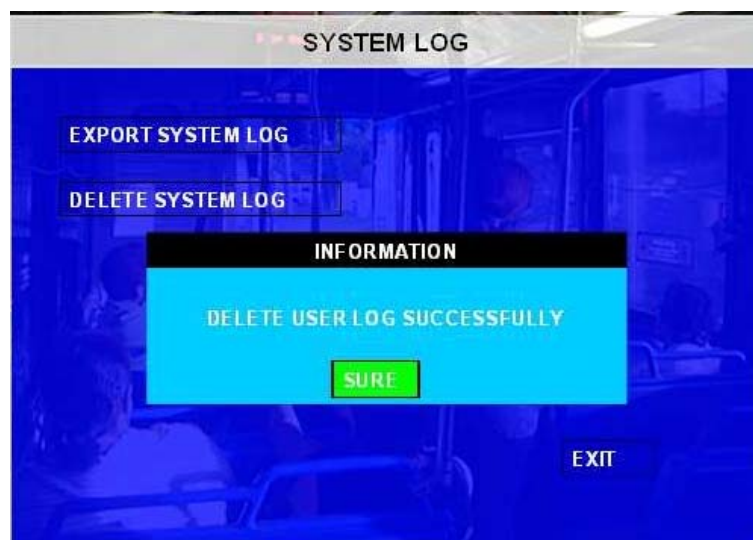 SYSTEM LOG
EXPORT SYSTEM LOG
DELETE SYSTEM LOG
INFORMATION
DELETE USER LOG SUCCESSFULLY
SURE
EXIT